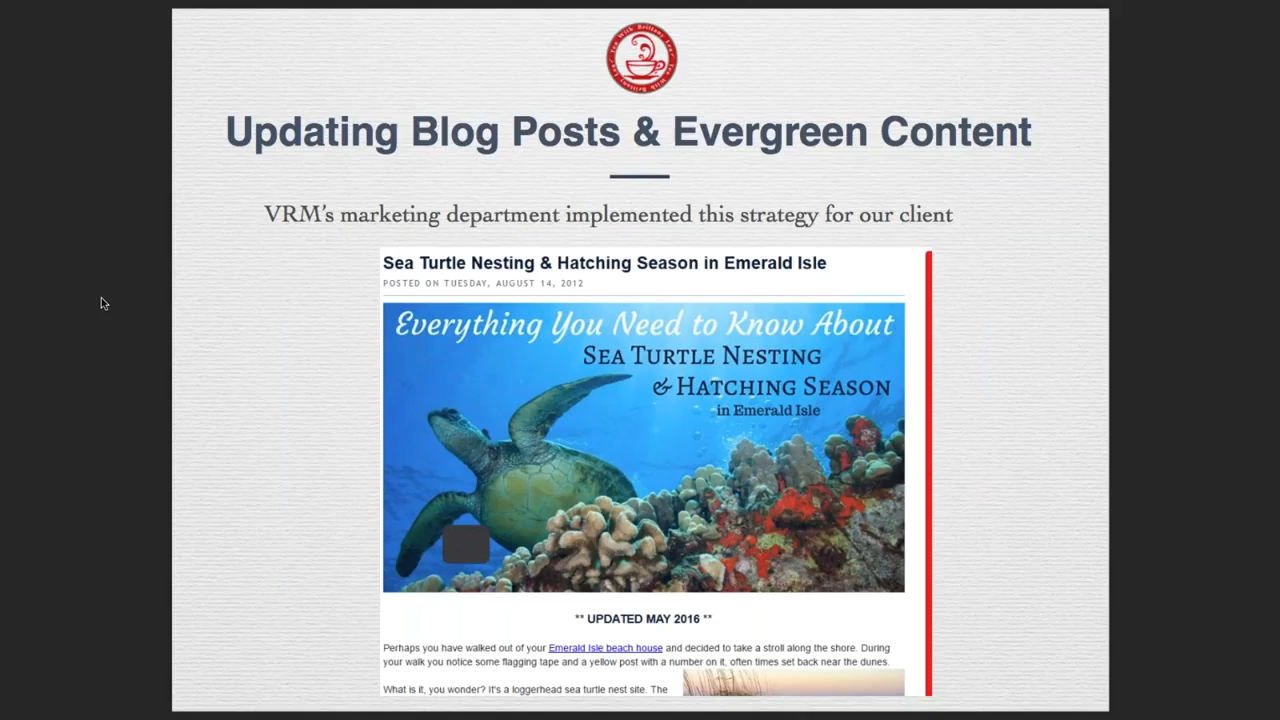 Tea With Brittany
Updating Blog Posts & Evergreen Content
VRM's marketing department implemented this strategy for our client
Sea Turtle Nesting & Hatching Season in Emerald Isle
POSTED ON TUESDAY, AUGUST 14, 2012
Everything You Need to Know About
Sea Turtle Nesting
& Hatching Season
in Emerald Isle
** UPDATED MAY 2016 **
Perhaps you have walked out of your Emerald Isle beach house and decided to take a stroll along the shore. During
your walk you notice some flagging tape and a yellow post with a number on it, often times set back near the dunes.
What is it, you wonder? It's a loggerhead sea turtle nest site. The